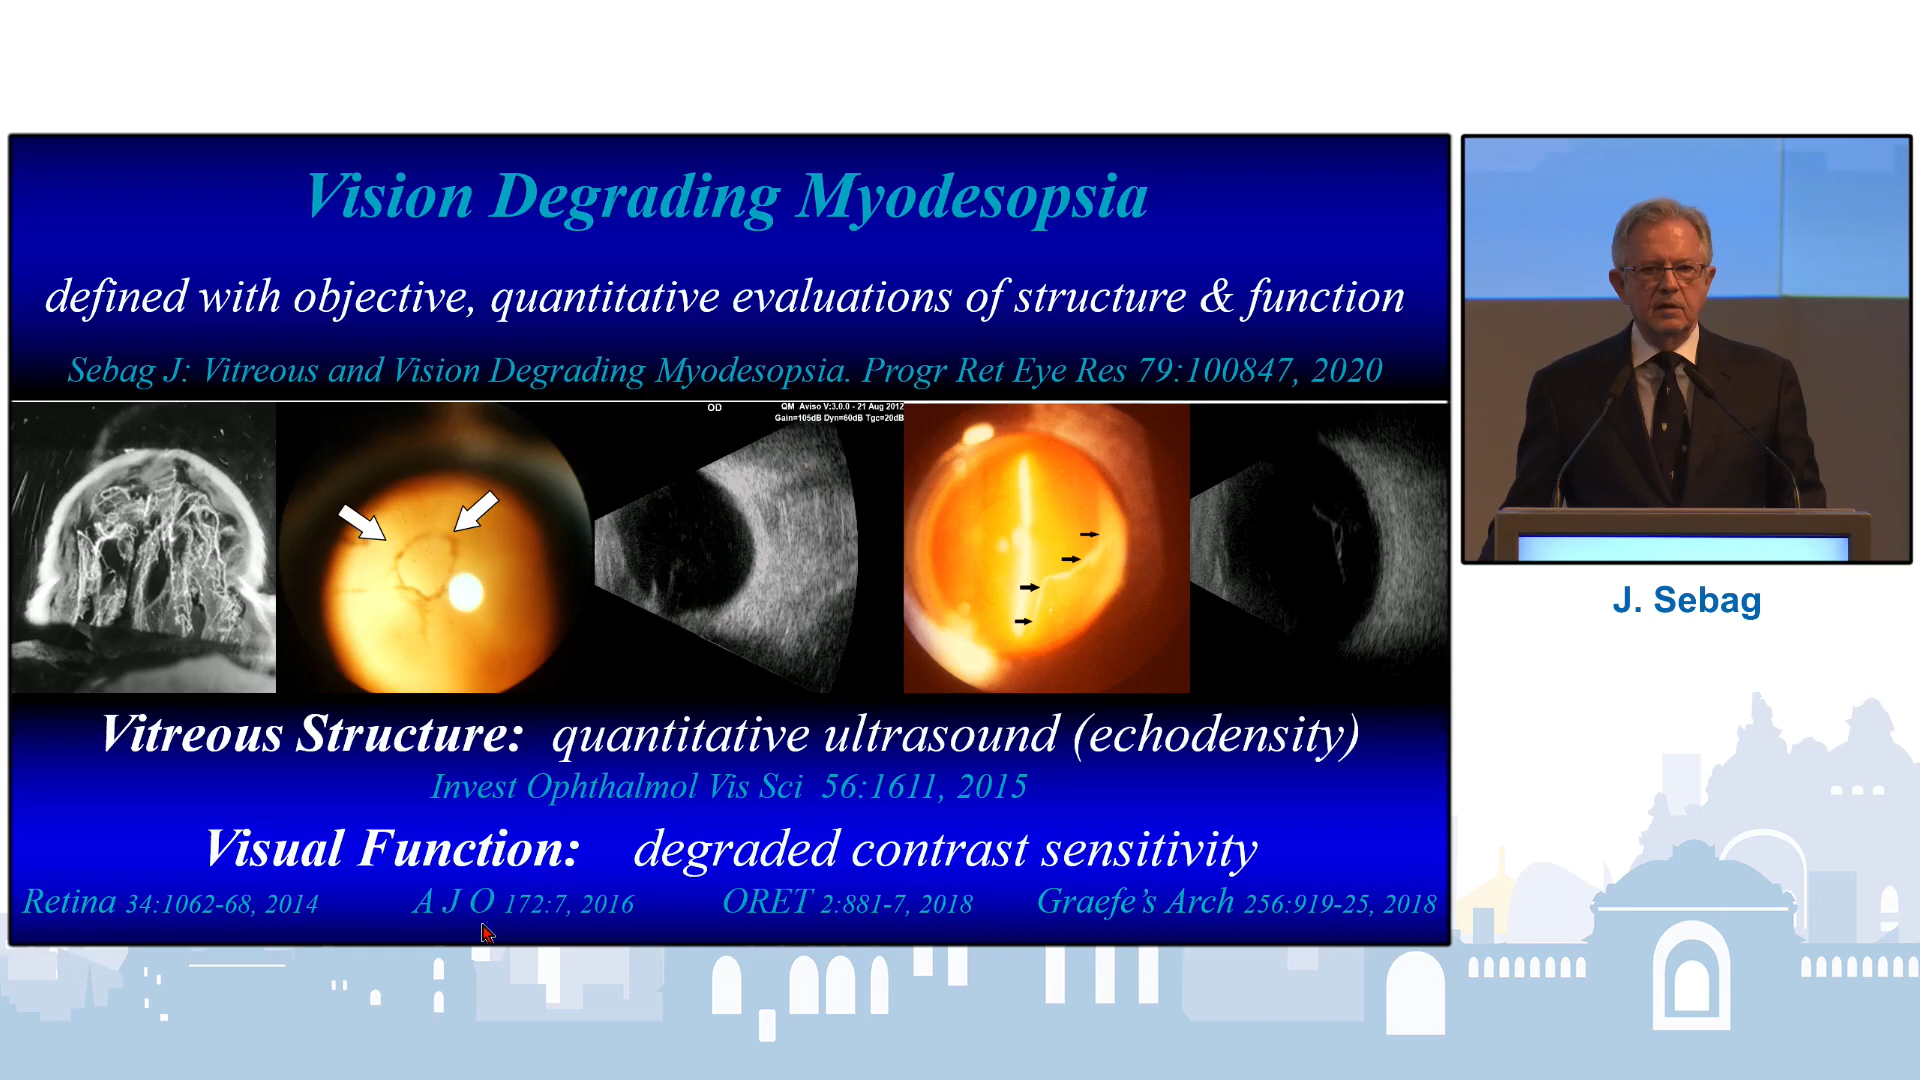 Vision Degrading Myodesopsia
defined with objective, quantitative evaluations of structure & function
Sebag J: Vitreous and Vision Degrading Myodesopsia. Progr Ret Eye Res 79:100847, 2020
OD QM Aviso V:3.0.0 - 21 Aug 2012
Gain=105dB Dyn=60dB Tgc=20dB
Vitreous Structure: quantitative ultrasound (echodensity)
Invest Ophthalmol Vis Sci 56:1611, 2015
Visual Function: degraded contrast sensitivity
Retina 34:1062-68, 2014 A J O 172:7, 2016 ORET 2:881-7, 2018 Graefe's Arch 256:919-25, 2018
J. Sebag